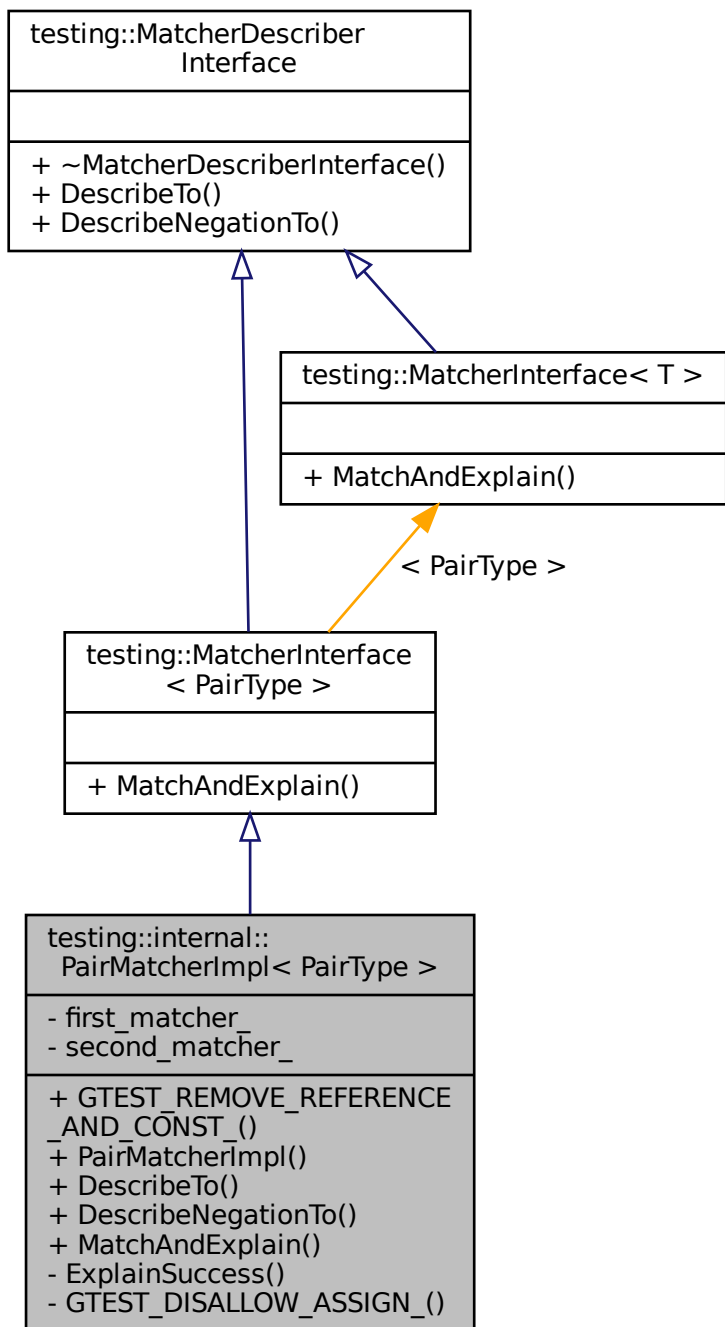 testing::MatcherDescriber
Interface
+ ~MatcherDescriberInterface()
+ DescribeTo()
+ DescribeNegationTo()
testing::MatcherInterface< T >
+ MatchAndExplain()
< PairType >
testing::MatcherInterface
< PairType >
+ MatchAndExplain()
testing::internal::
PairMatcherImpl< PairType >
- first_matcher_
- second_matcher_
+ GTEST_REMOVE_REFERENCE
_AND_CONST_()
+ PairMatcherImpl()
+ DescribeTo()
+ DescribeNegationTo()
+ MatchAndExplain()
- ExplainSuccess()
- GTEST_DISALLOW_ASSIGN_()